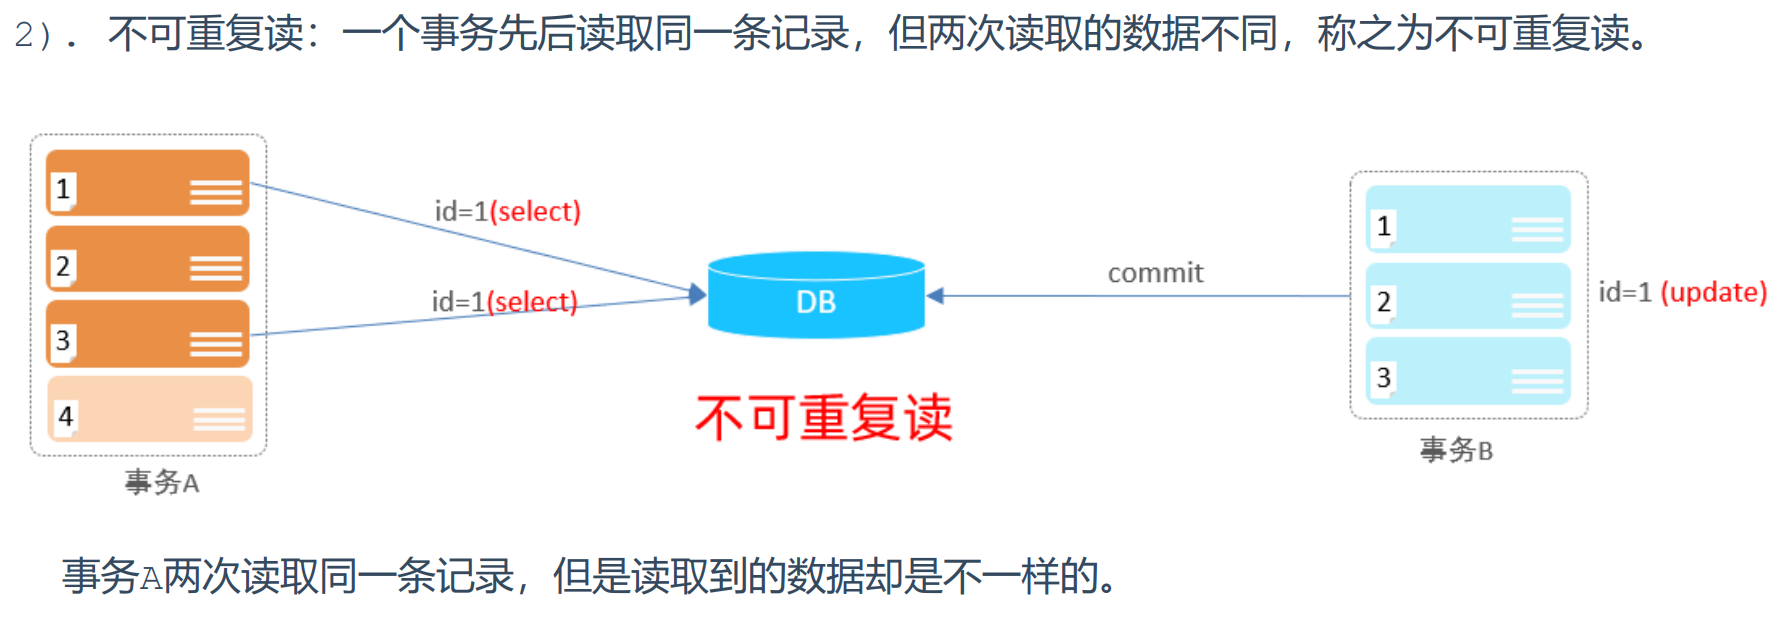 2). 不可重复读：一个事务先后读取同一条记录，但两次读取的数据不同，称之为不可重复读。
1
2
3
4
事务A
id=1(select)
id=1(select)
DB
不可重复读
commit
1
2
3
id=1 (update)
事务B
事务A两次读取同一条记录，但是读取到的数据却是不一样的。